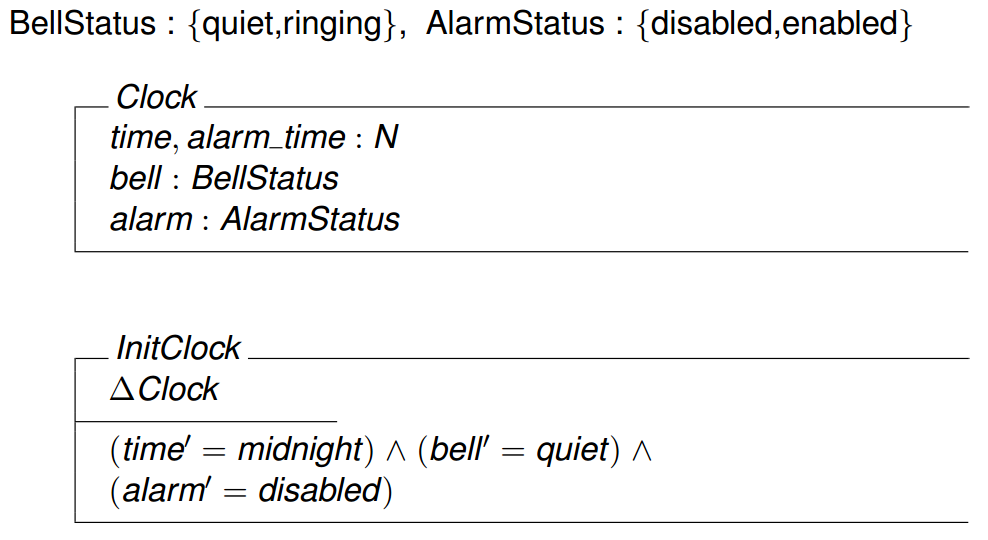 BellStatus : {quiet,ringing}, AlarmStatus : {disabled,enabled}
Clock
time, alarm_time : N
bell : BellStatus
alarm : AlarmStatus
InitClock
ΔClock
(time′ = midnight) ∧ (bell′ = quiet) ∧
(alarm′ = disabled)